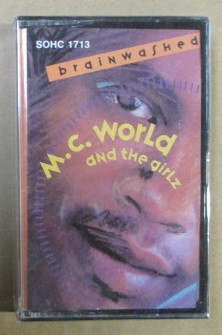 SOHC 1713
brainwashed
M.C. World
and the girlz